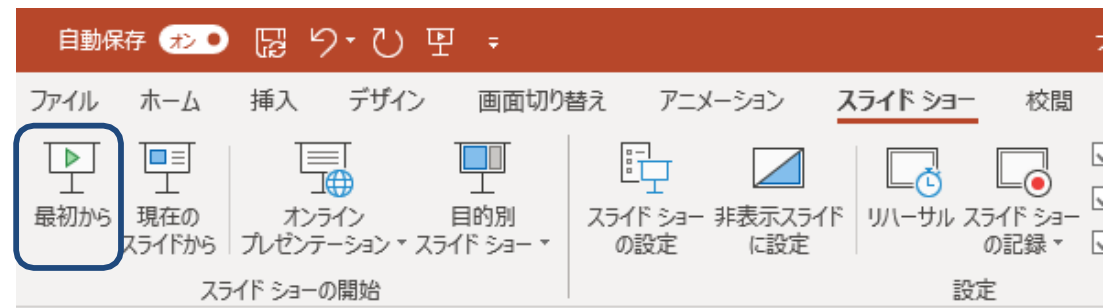 自動保存 オン
ファイル ホーム 挿入 デザイン 画面切り替え アニメーション スライド ショー 校閲
最初から 現在の オンライン 目的別 スライド ショー 非表示スライド リハーサル スライド ショー
スライドから プレゼンテーション スライド ショー の設定 に設定 の記録
スライド ショーの開始 設定